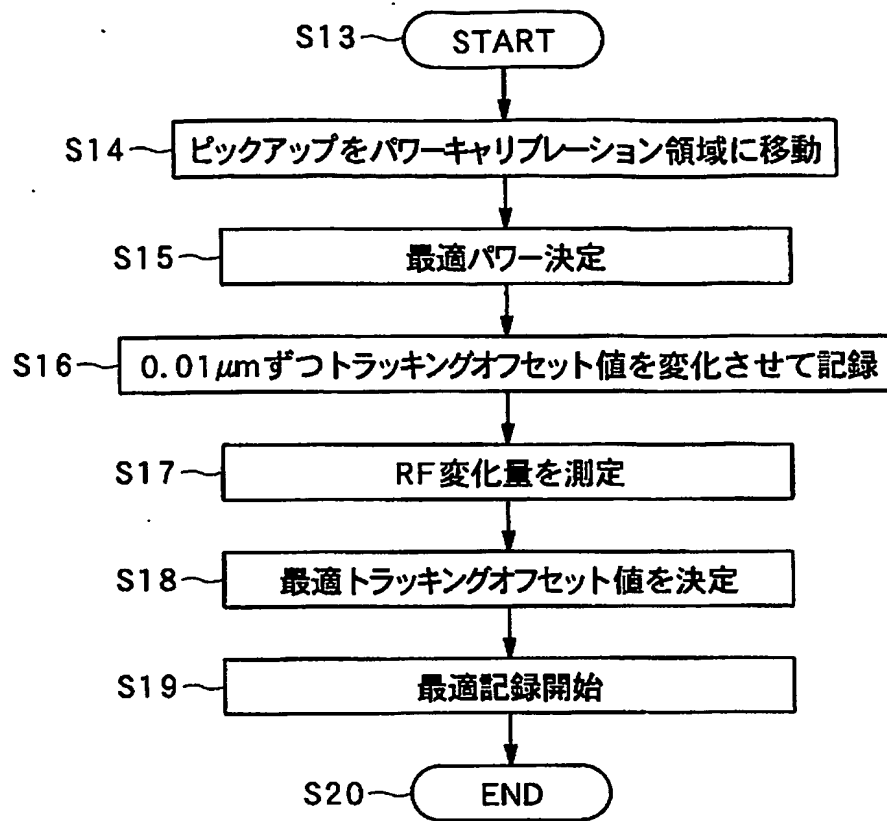 S13 START
S14 ピックアップをパワーキャリブレーション領域に移動
S15 最適パワー決定
S16 0.01μmずつトラッキングオフセット値を変化させて記録
S17 RF変化量を測定
S18 最適トラッキングオフセット値を決定
S19 最適記録開始
S20 END